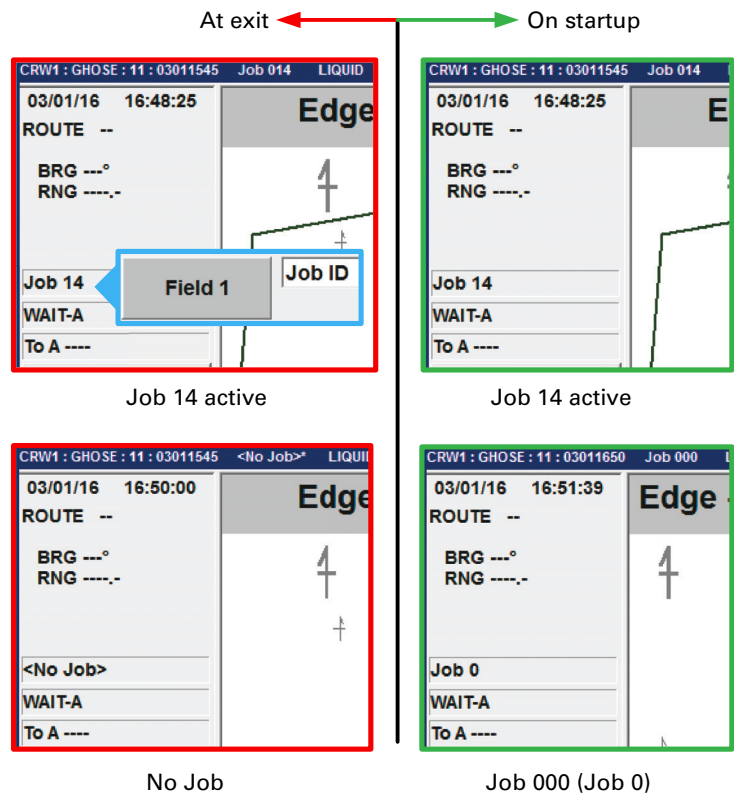 At exit
On startup
CRW1 : GHOSE : 11 : 03011545 Job 014 LIQUID
03/01/16 16:48:25
ROUTE --
BRG ---°
RNG ----.-
Edge
Job 14
Field 1
Job ID
WAIT-A
To A ----
Job 14 active
CRW1 : GHOSE : 11 : 03011545 Job 014
03/01/16 16:48:25
ROUTE --
BRG ---°
RNG ----.-
E
Job 14
WAIT-A
To A ----
Job 14 active
CRW1 : GHOSE : 11 : 03011545 <No Job>* LIQUI
03/01/16 16:50:00
ROUTE --
BRG ---°
RNG ----.-
Edge
<No Job>
WAIT-A
To A ----
No Job
CRW1 : GHOSE : 11 : 03011650 Job 000 L
03/01/16 16:51:39
ROUTE --
BRG ---°
RNG ----.-
Edge
Job 0
WAIT-A
To A ----
Job 000 (Job 0)